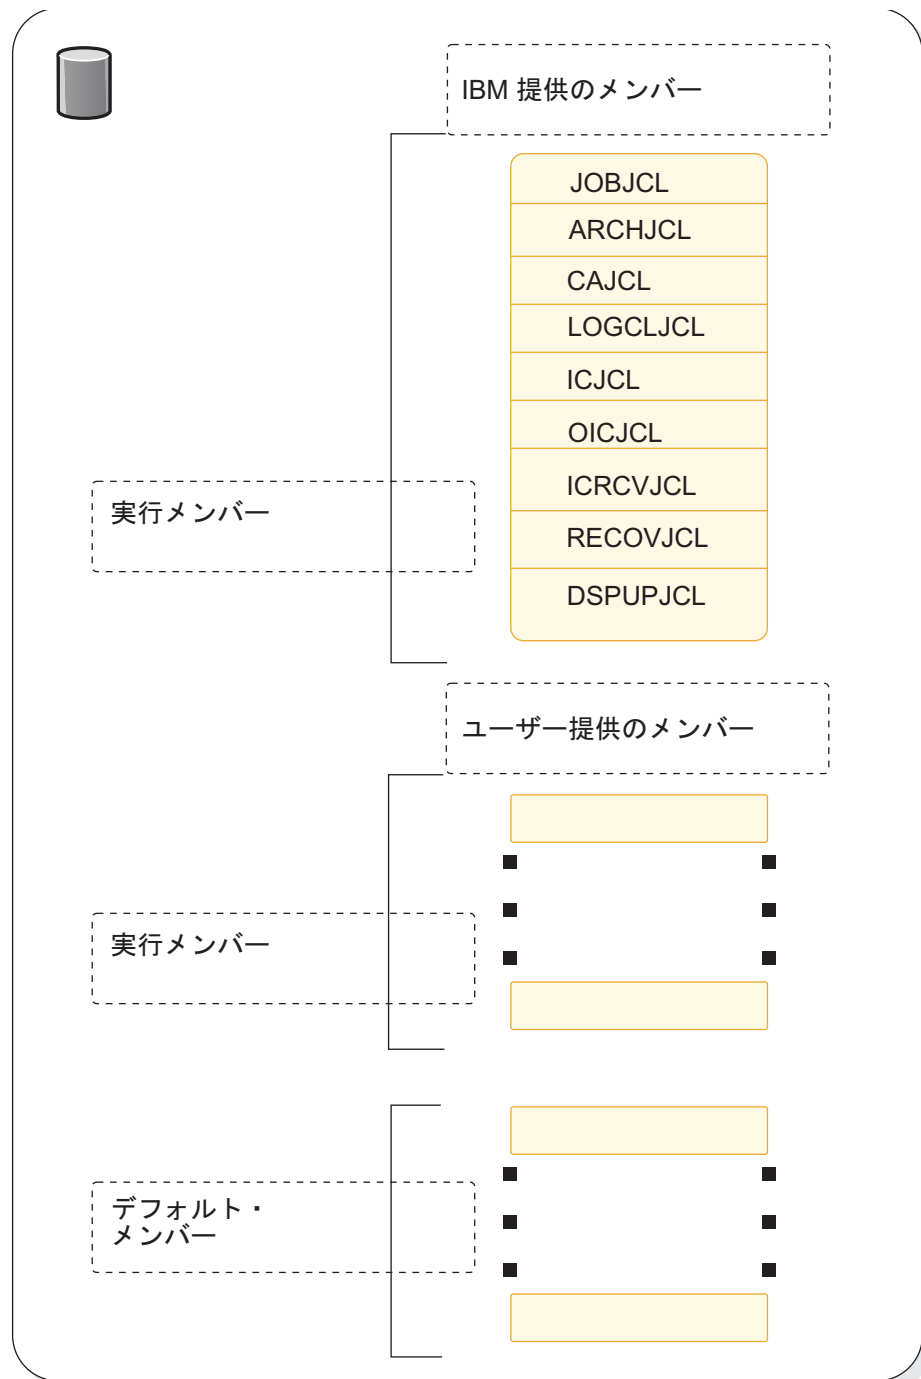 IBM 提供のメンバー
JOBJCL
ARCHJCL
CAJCL
LOGCLJCL
ICJCL
OICJCL
ICRCVJCL
RECOVJCL
DSPUPJCL
実行メンバー
ユーザー提供のメンバー
実行メンバー
デフォルト・
メンバー